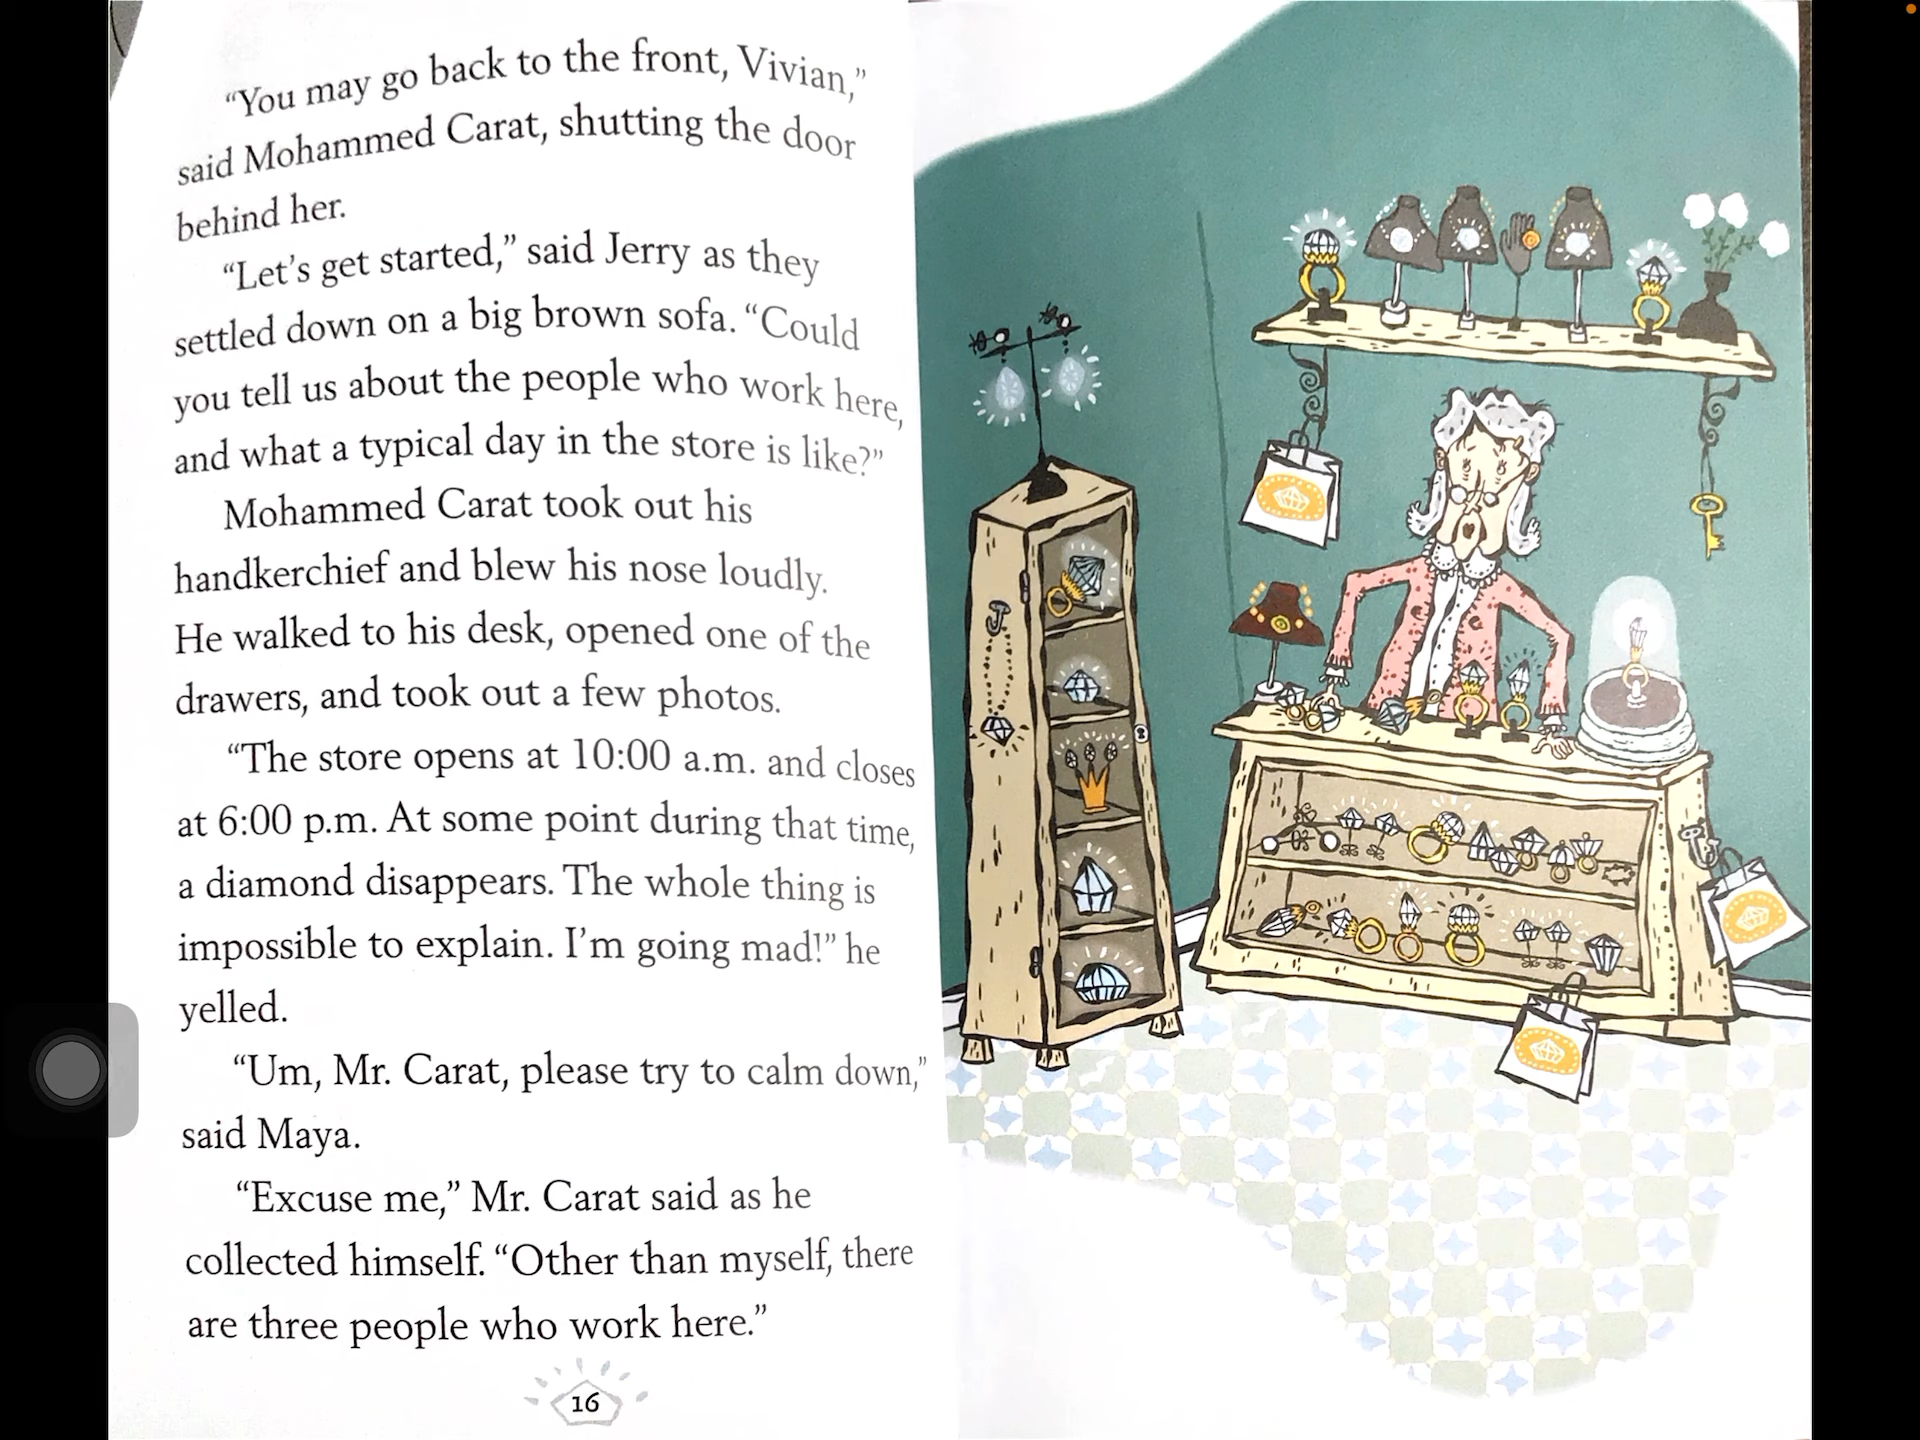 “You may go back to the front, Vivian,”
said Mohammed Carat, shutting the door
behind her.
“Let’s get started,” said Jerry as they
settled down on a big brown sofa. “Could
you tell us about the people who work here,
and what a typical day in the store is like?”
Mohammed Carat took out his
handkerchief and blew his nose loudly.
He walked to his desk, opened one of the
drawers, and took out a few photos.
“The store opens at 10:00 a.m. and closes
at 6:00 p.m. At some point during that time,
a diamond disappears. The whole thing is
impossible to explain. I’m going mad!” he
yelled.
“Um, Mr. Carat, please try to calm down,”
said Maya.
“Excuse me,” Mr. Carat said as he
collected himself. “Other than myself, there
are three people who work here.”
16